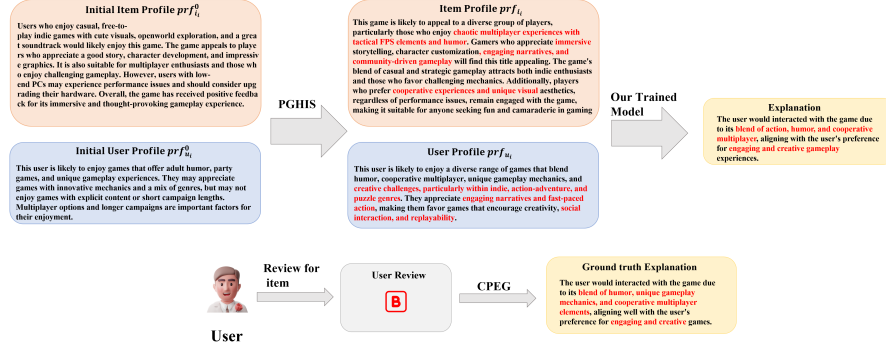 Initial Item Profile prf⁰ᵢᵢ
Users who enjoy casual, free-to-
play indie games with cute visuals, openworld exploration, and a grea
t soundtrack would likely enjoy this game. The game appeals to playe
rs who appreciate a good story, character development, and impressiv
e graphics. It is also suitable for multiplayer enthusiasts and those wh
o enjoy challenging gameplay. However, users with low-
end PCs may experience performance issues and should consider upg
rading their hardware. Overall, the game has received positive feedba
ck for its immersive and thought-provoking gameplay experience.
Initial User Profile prf⁰ᵤᵢ
This user is likely to enjoy games that offer adult humor, party
games, and unique gameplay experiences. They may appreciate
games with innovative mechanics and a mix of genres, but may not
enjoy games with explicit content or short campaign lengths.
Multiplayer options and longer campaigns are important factors for
their enjoyment.
PGHIS
Item Profile prfᵢᵢ
This game is likely to appeal to a diverse group of players,
particularly those who enjoy chaotic multiplayer experiences with
tactical FPS elements and humor. Gamers who appreciate immersive
storytelling, character customization, engaging narratives, and
community-driven gameplay will find this title appealing. The game's
blend of casual and strategic gameplay attracts both indie enthusiasts
and those who favor challenging mechanics. Additionally, players
who prefer cooperative experiences and unique visual aesthetics,
regardless of performance issues, remain engaged with the game,
making it suitable for anyone seeking fun and camaraderie in gaming
User Profile prfᵤᵢ
This user is likely to enjoy a diverse range of games that blend
humor, cooperative multiplayer, unique gameplay mechanics, and
creative challenges, particularly within indie, action-adventure, and
puzzle genres. They appreciate engaging narratives and fast-paced
action, making them favor games that encourage creativity, social
interaction, and replayability.
Our Trained
Model
Explanation
The user would interacted with the game due
to its blend of action, humor, and cooperative
multiplayer, aligning with the user's preference
for engaging and creative gameplay
experiences.
User
Review for
item
User Review
B
CPEG
Ground truth Explanation
The user would interacted with the game due
to its blend of humor, unique gameplay
mechanics, and cooperative multiplayer
elements, aligning well with the user's
preference for engaging and creative games.